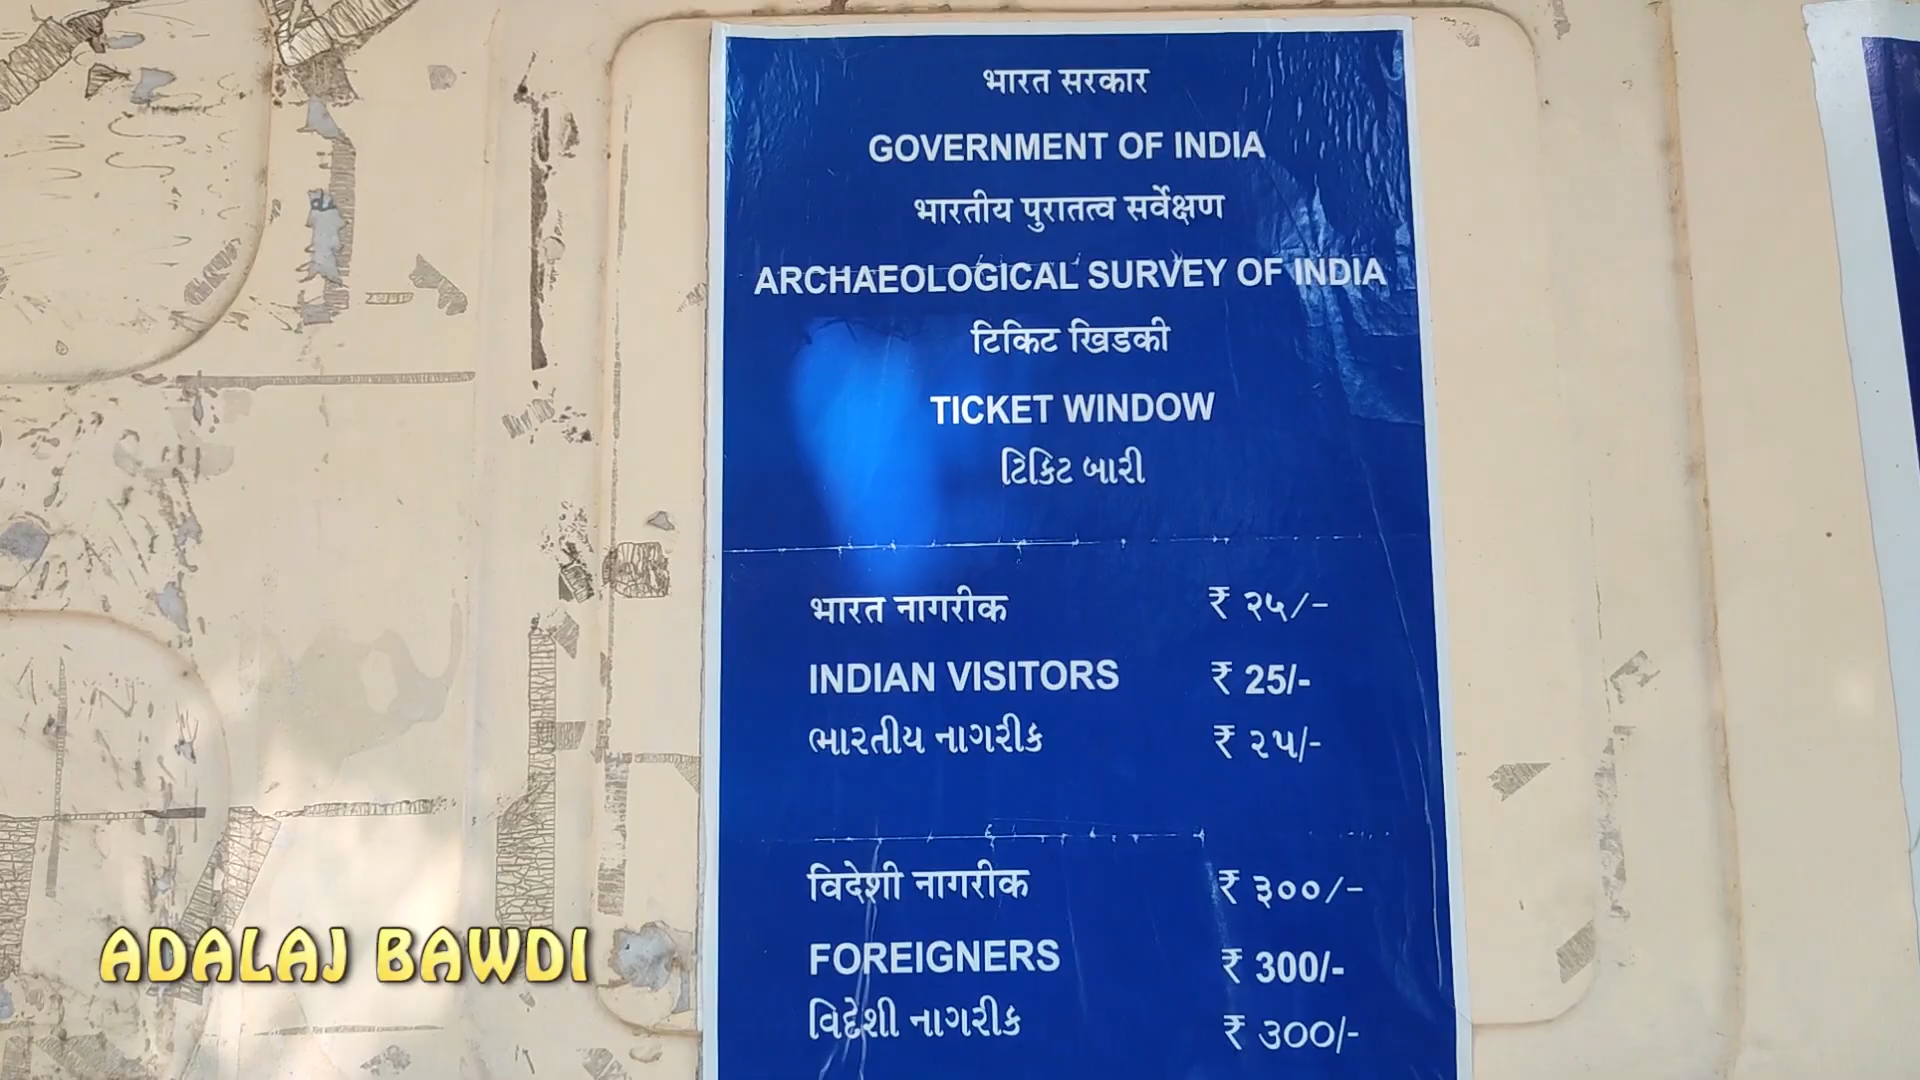 भारत सरकार
GOVERNMENT OF INDIA
भारतीय पुरातत्व सर्वेक्षण
ARCHAEOLOGICAL SURVEY OF INDIA
टिकिट खिडकी
TICKET WINDOW
ટિકિટ બારી
भारत नागरीक ₹ २५/-
INDIAN VISITORS ₹ 25/-
ભારતીય નાગરીક ₹ ૨૫/-
विदेशी नागरीक ₹ ३००/-
FOREIGNERS ₹ 300/-
વિદેશી નાગરીક ₹ ૩૦૦/-
ADALAJ BAWDI